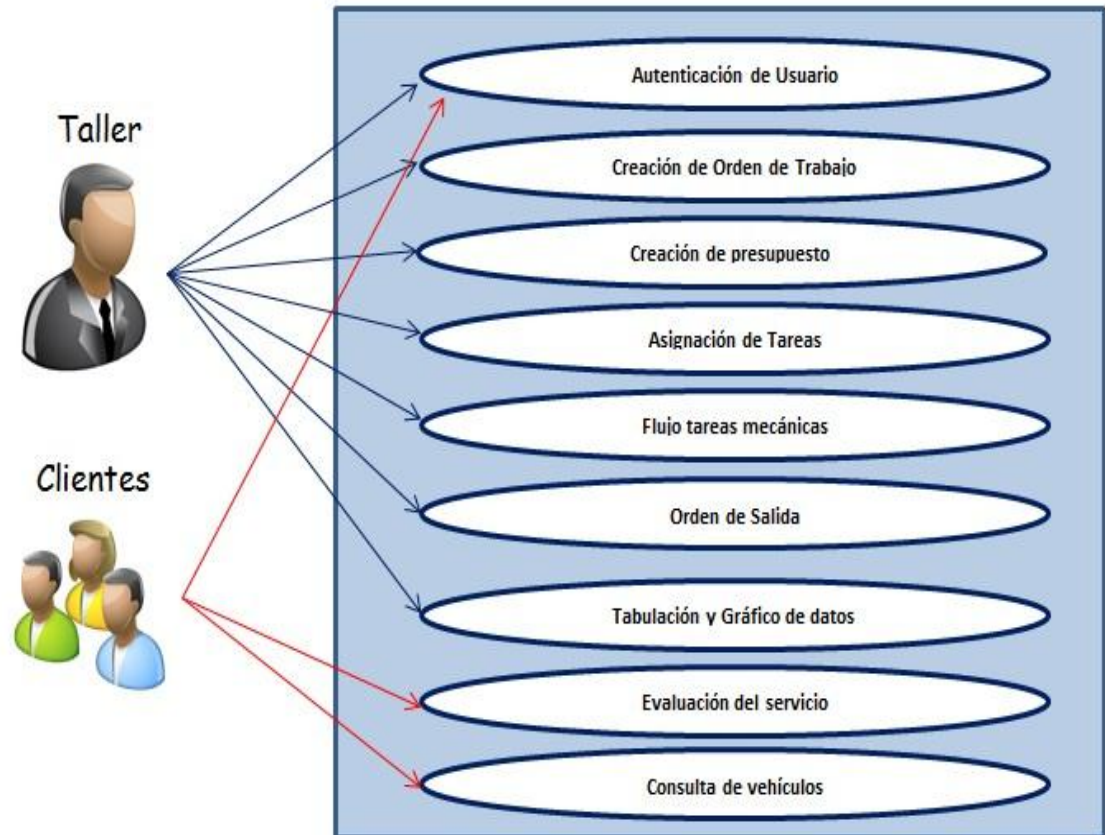 Taller
Clientes
Autenticación de Usuario
Creación de Orden de Trabajo
Creación de presupuesto
Asignación de Tareas
Flujo tareas mecánicas
Orden de Salida
Tabulación y Gráfico de datos
Evaluación del servicio
Consulta de vehículos